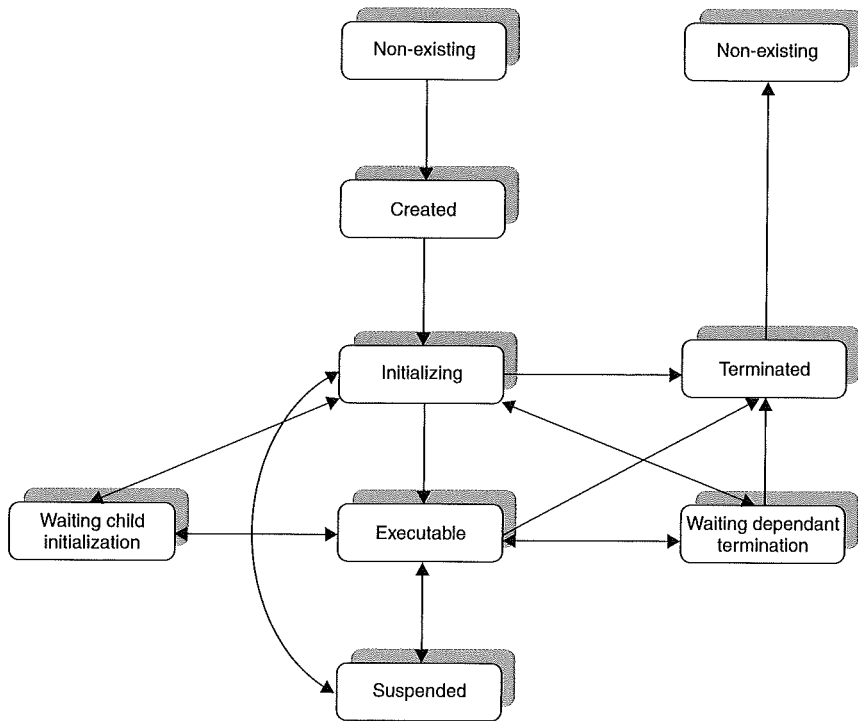 Non-existing
Non-existing
Created
Initializing
Terminated
Waiting child
initialization
Executable
Waiting dependant
termination
Suspended